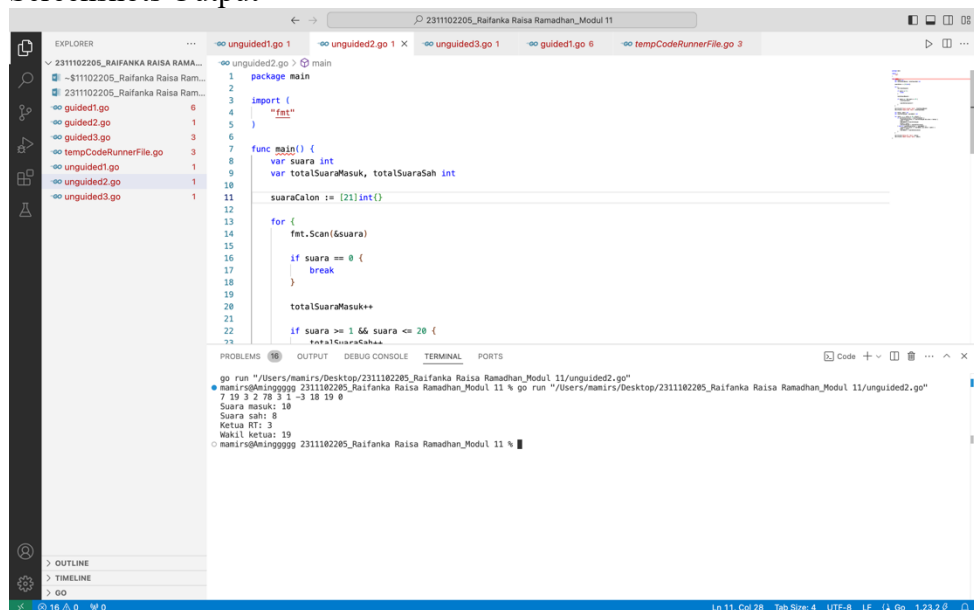 Screenshots Output
2311102205_Raifanka Raisa Ramadhan_Modul 11
EXPLORER
unguided1.go 1
unguided2.go 1
unguided3.go 1
guided1.go 6
tempCodeRunnerFile.go 3
2311102205_RAIFANKA RAISA RAMA...
~$11102205_Raifanka Raisa Ram...
2311102205_Raifanka Raisa Ram...
guided1.go 6
guided2.go 1
guided3.go 3
tempCodeRunnerFile.go 3
unguided1.go 1
unguided2.go 1
unguided3.go 1
unguided2.go > main
1 package main
2
3 import (
4 "fmt"
5 )
6
7 func main() {
8 var suara int
9 var totalSuaraMasuk, totalSuaraSah int
10
11 suaraCalon := [21]int{}
12
13 for {
14 fmt.Scan(&suara)
15
16 if suara == 0 {
17 break
18 }
19
20 totalSuaraMasuk++
21
22 if suara >= 1 && suara <= 20 {
23 totalSuaraSah++
PROBLEMS 16 OUTPUT DEBUG CONSOLE TERMINAL PORTS
Code
go run "/Users/mamirs/Desktop/2311102205_Raifanka Raisa Ramadhan_Modul 11/unguided2.go"
mamirs@Aminggggg 2311102205_Raifanka Raisa Ramadhan_Modul 11 % go run "/Users/mamirs/Desktop/2311102205_Raifanka Raisa Ramadhan_Modul 11/unguided2.go"
7 19 3 2 78 3 1 -3 18 19 0
Suara masuk: 10
Suara sah: 8
Ketua RT: 3
Wakil ketua: 19
mamirs@Aminggggg 2311102205_Raifanka Raisa Ramadhan_Modul 11 %
OUTLINE
TIMELINE
GO
16 0 0
Ln 11, Col 28 Tab Size: 4 UTF-8 LF Go 1.23.2